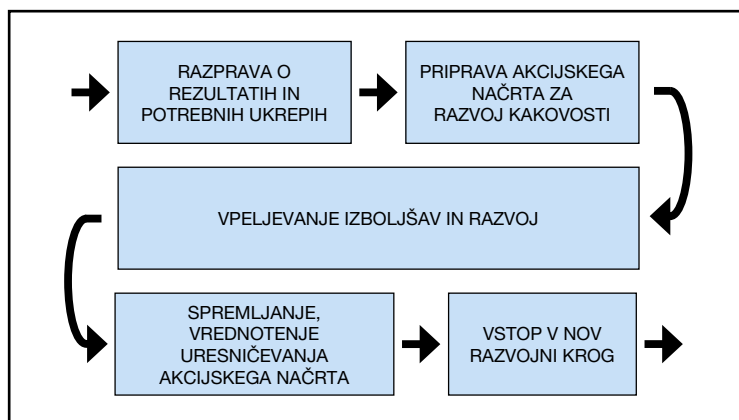 RAZPRAVA O
REZULTATIH IN
POTREBNIH UKREPIH
PRIPRAVA AKCIJSKEGA
NAČRTA ZA
RAZVOJ KAKOVOSTI
VPELJEVANJE IZBOLJŠAV IN RAZVOJ
SPREMLJANJE,
VREDNOTENJE
URESNIČEVANJA
AKCIJSKEGA NAČRTA
VSTOP V NOV
RAZVOJNI KROG